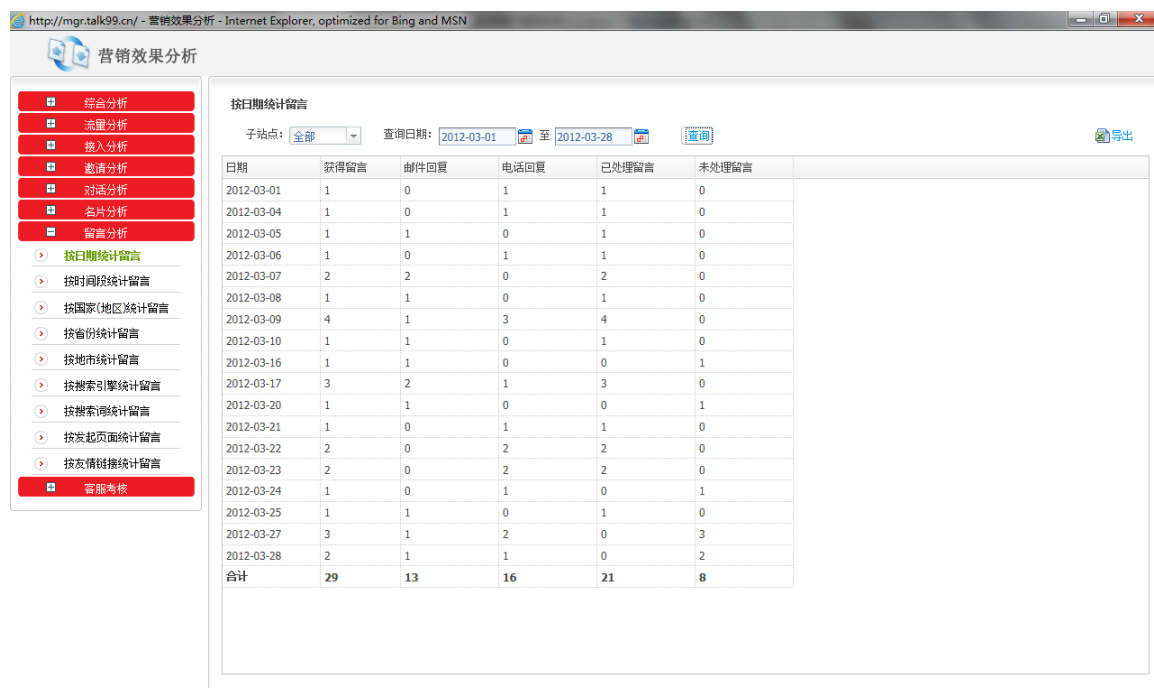 http://mgr.talk99.cn/ - 营销效果分析 - Internet Explorer, optimized for Bing and MSN
营销效果分析
综合分析
流量分析
接入分析
邀请分析
对话分析
名片分析
留言分析
按日期统计留言
按时间段统计留言
按国家(地区)统计留言
按省份统计留言
按地市统计留言
按搜索引擎统计留言
按搜索词统计留言
按发起页面统计留言
按友情链接统计留言
客服考核
按日期统计留言
子站点: 全部 查询日期: 2012-03-01 至 2012-03-28 查询 导出
日期 获得留言 邮件回复 电话回复 已处理留言 未处理留言
2012-03-01 1 0 1 1 0
2012-03-04 1 0 1 1 0
2012-03-05 1 1 0 1 0
2012-03-06 1 0 1 1 0
2012-03-07 2 2 0 2 0
2012-03-08 1 1 0 1 0
2012-03-09 4 1 3 4 0
2012-03-10 1 1 0 1 0
2012-03-16 1 1 0 0 1
2012-03-17 3 2 1 3 0
2012-03-20 1 1 0 0 1
2012-03-21 1 0 1 1 0
2012-03-22 2 0 2 2 0
2012-03-23 2 0 2 2 0
2012-03-24 1 0 1 0 1
2012-03-25 1 1 0 1 0
2012-03-27 3 1 2 0 3
2012-03-28 2 1 1 0 2
合计 29 13 16 21 8